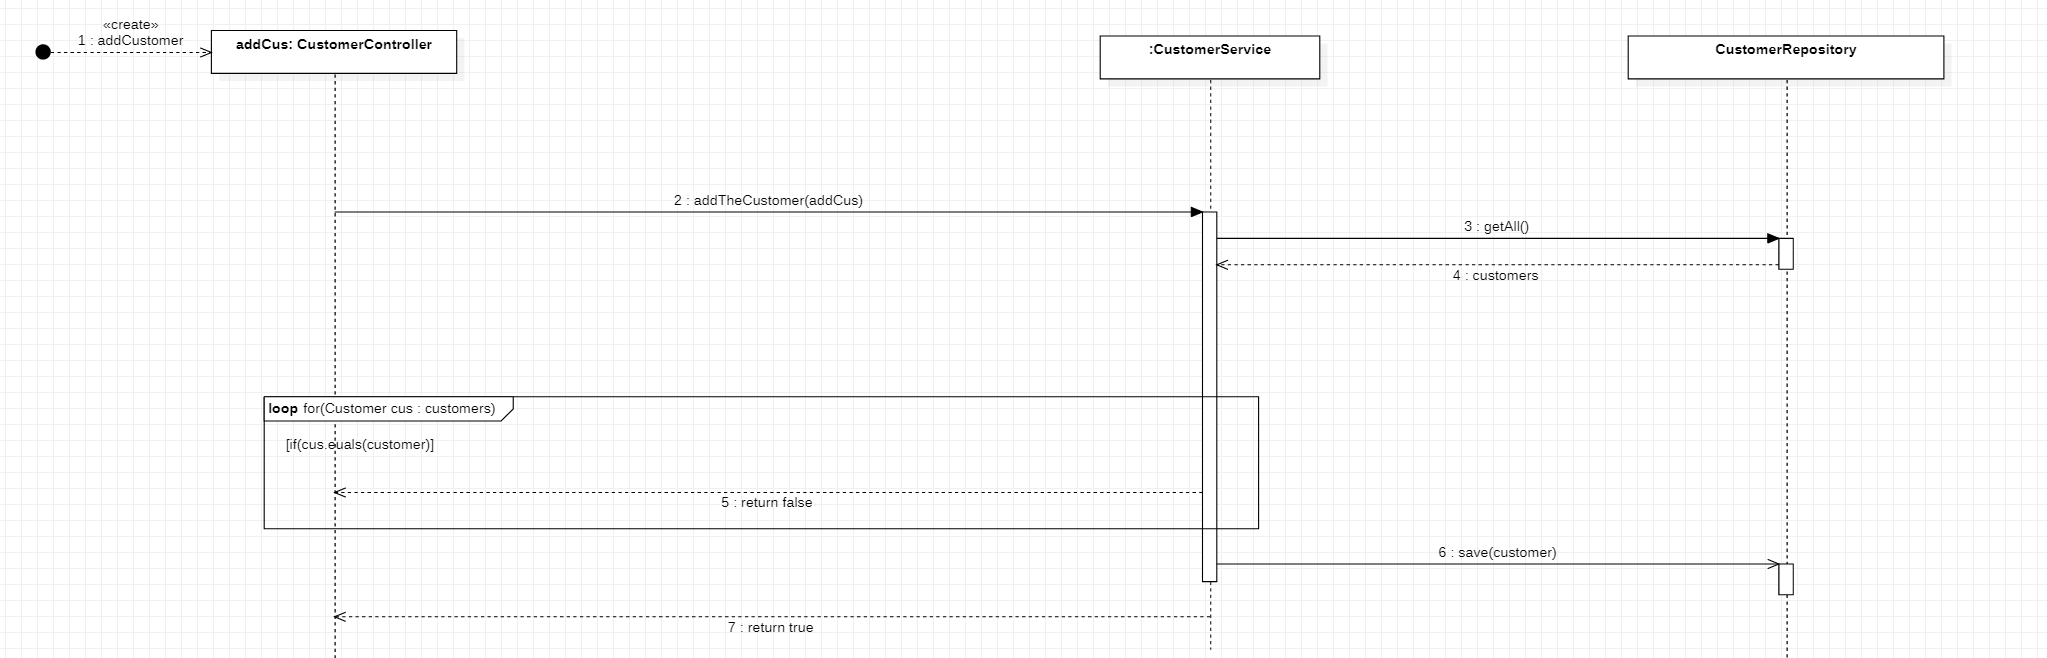 «create»
1 : addCustomer
addCus: CustomerController
:CustomerService
CustomerRepository
2 : addTheCustomer(addCus)
3 : getAll()
4 : customers
loop for(Customer cus : customers)
[if(cus.euals(customer)]
5 : return false
6 : save(customer)
7 : return true